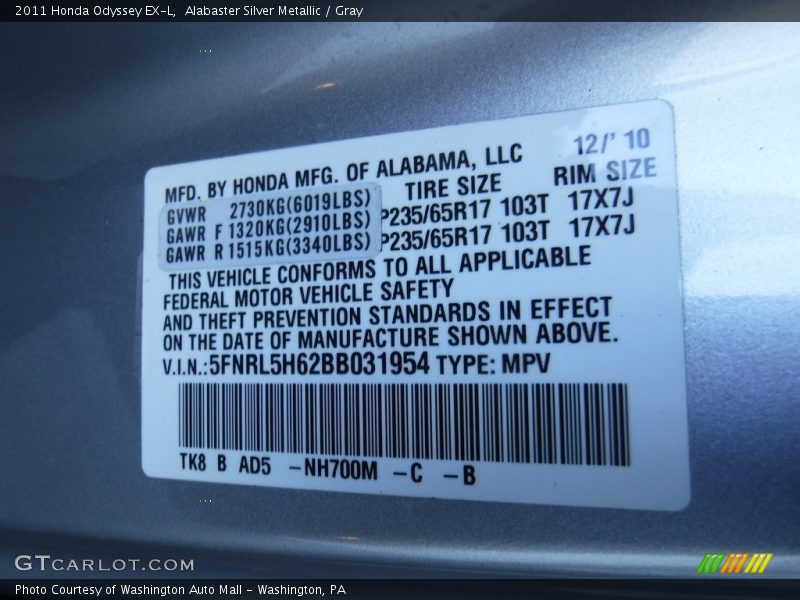 2011 Honda Odyssey EX-L,  Alabaster Silver Metallic / Gray
MFD. BY HONDA MFG. OF ALABAMA, LLC 12/' 10
TIRE SIZE RIM SIZE
GVWR 2730KG(6019LBS)
GAWR F 1320KG(2910LBS) P235/65R17 103T 17X7J
GAWR R 1515KG(3340LBS) P235/65R17 103T 17X7J
THIS VEHICLE CONFORMS TO ALL APPLICABLE
FEDERAL MOTOR VEHICLE SAFETY
AND THEFT PREVENTION STANDARDS IN EFFECT
ON THE DATE OF MANUFACTURE SHOWN ABOVE.
V.I.N.:5FNRL5H62BB031954 TYPE: MPV
TK8 B AD5 -NH700M -C -B
GTCARLOT.COM
Photo Courtesy of Washington Auto Mall - Washington, PA